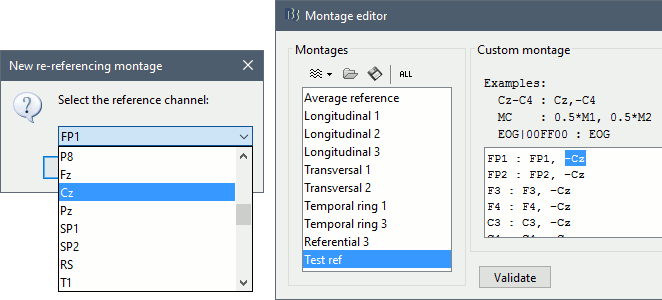 New re-referencing montage
Select the reference channel:
FP1
P8
Fz
Cz
Pz
SP1
SP2
RS
T1
Montage editor
Montages
ALL
Average reference
Longitudinal 1
Longitudinal 2
Longitudinal 3
Transversal 1
Transversal 2
Temporal ring 1
Temporal ring 3
Referential 3
Test ref
Custom montage
Examples:
Cz-C4 : Cz,-C4
MC : 0.5*M1, 0.5*M2
EOG|00FF00 : EOG
FP1 : FP1, -Cz
FP2 : FP2, -Cz
F3 : F3, -Cz
F4 : F4, -Cz
C3 : C3, -Cz
Validate